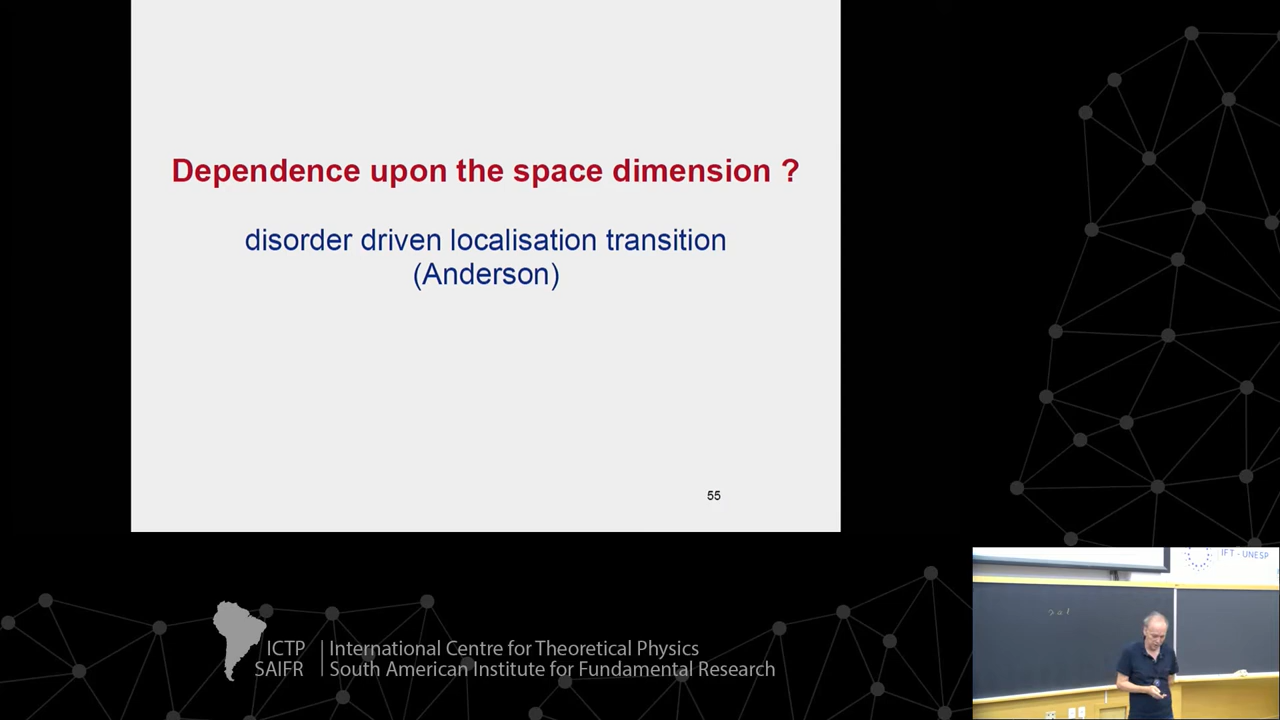 Dependence upon the space dimension ?
disorder driven localisation transition
(Anderson)
55
IFT - UNESP
ICTP
SAIFR
International Centre for Theoretical Physics
South American Institute for Fundamental Research